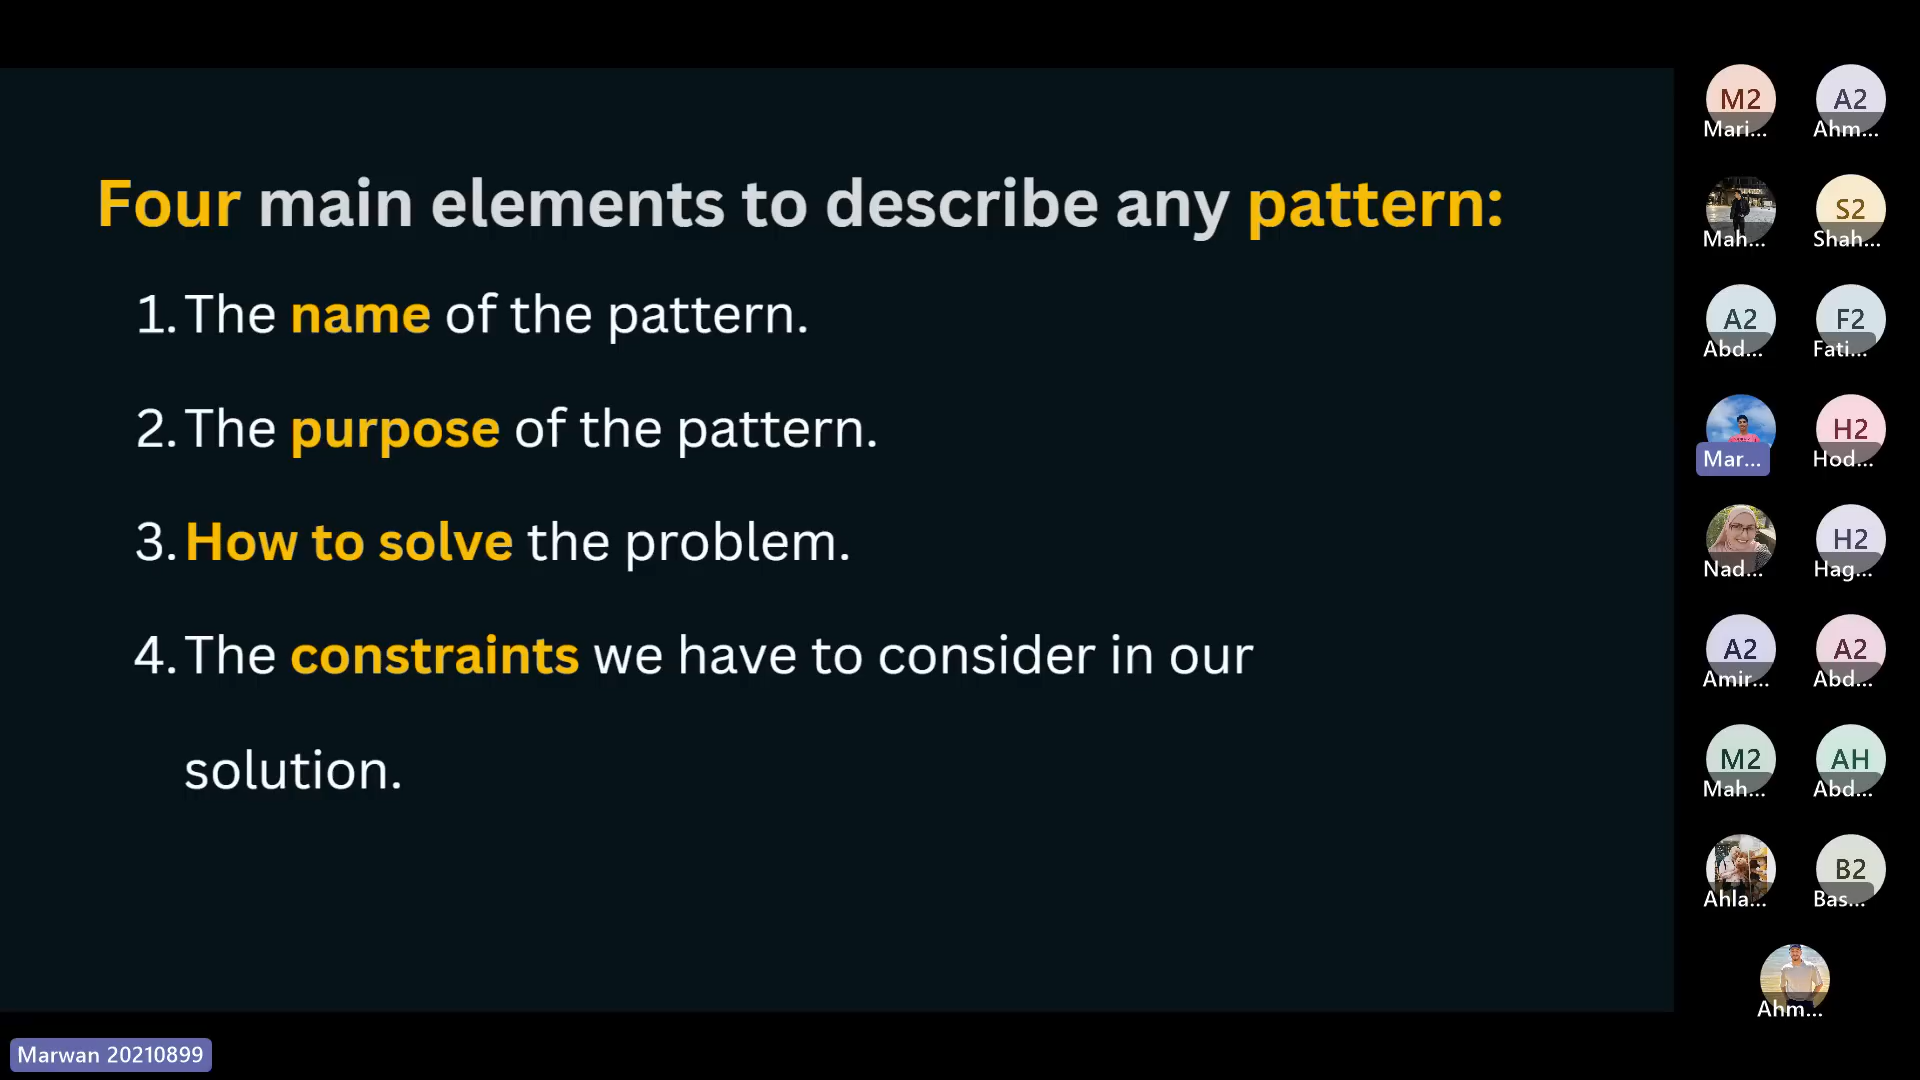 Four main elements to describe any pattern:
1. The name of the pattern.
2. The purpose of the pattern.
3. How to solve the problem.
4. The constraints we have to consider in our
solution.
M2 A2
Mari... Ahm...
S2
Mah... Shah...
A2 F2
Abd... Fati...
H2
Mar... Hod...
H2
Nad... Hag...
A2 A2
Amir... Abd...
M2 AH
Mah... Abd...
B2
Ahla... Bas...
Ahm...
Marwan 20210899